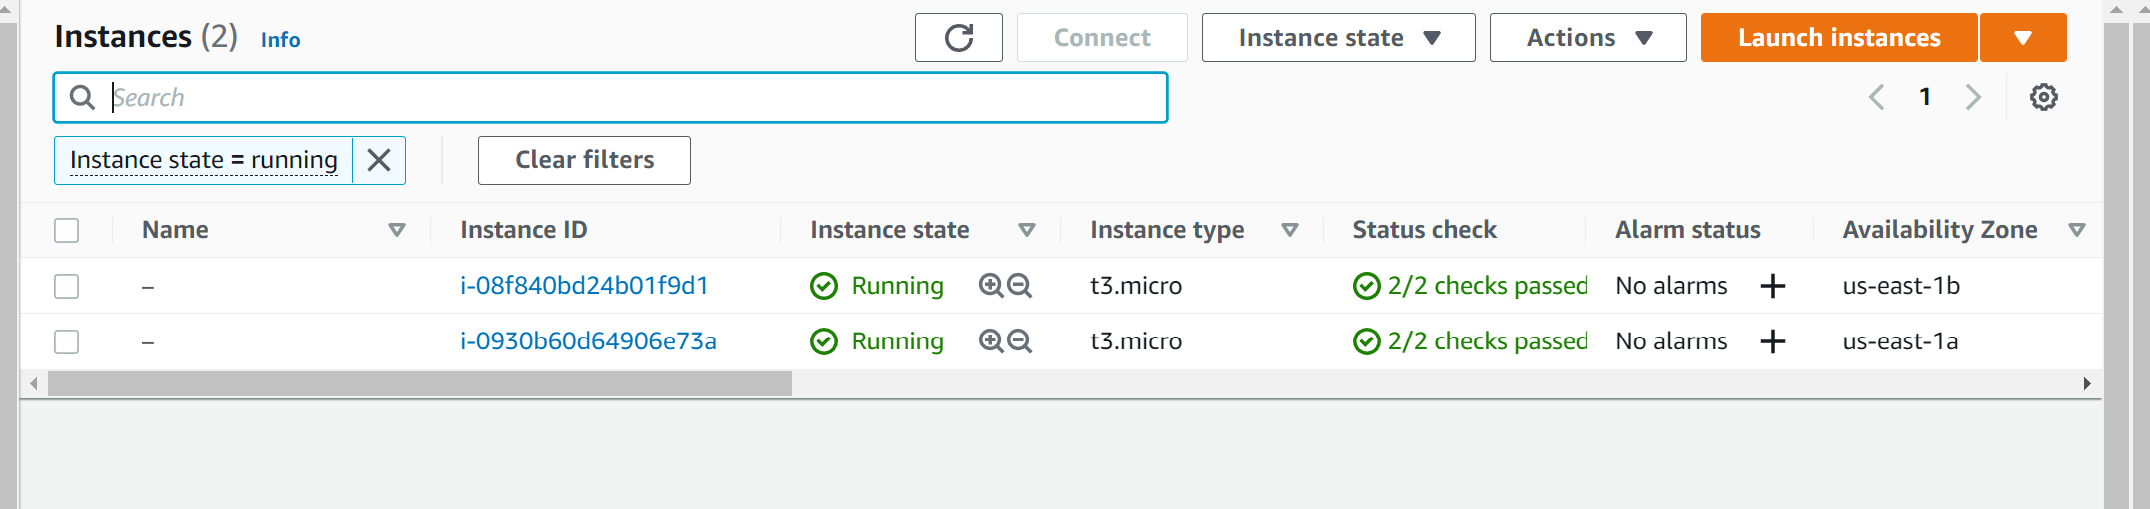 Instances (2) Info Connect Instance state Actions Launch instances
Search 1
Instance state = running Clear filters
Name Instance ID Instance state Instance type Status check Alarm status Availability Zone
– i-08f840bd24b01f9d1 Running t3.micro 2/2 checks passed No alarms + us-east-1b
– i-0930b60d64906e73a Running t3.micro 2/2 checks passed No alarms + us-east-1a